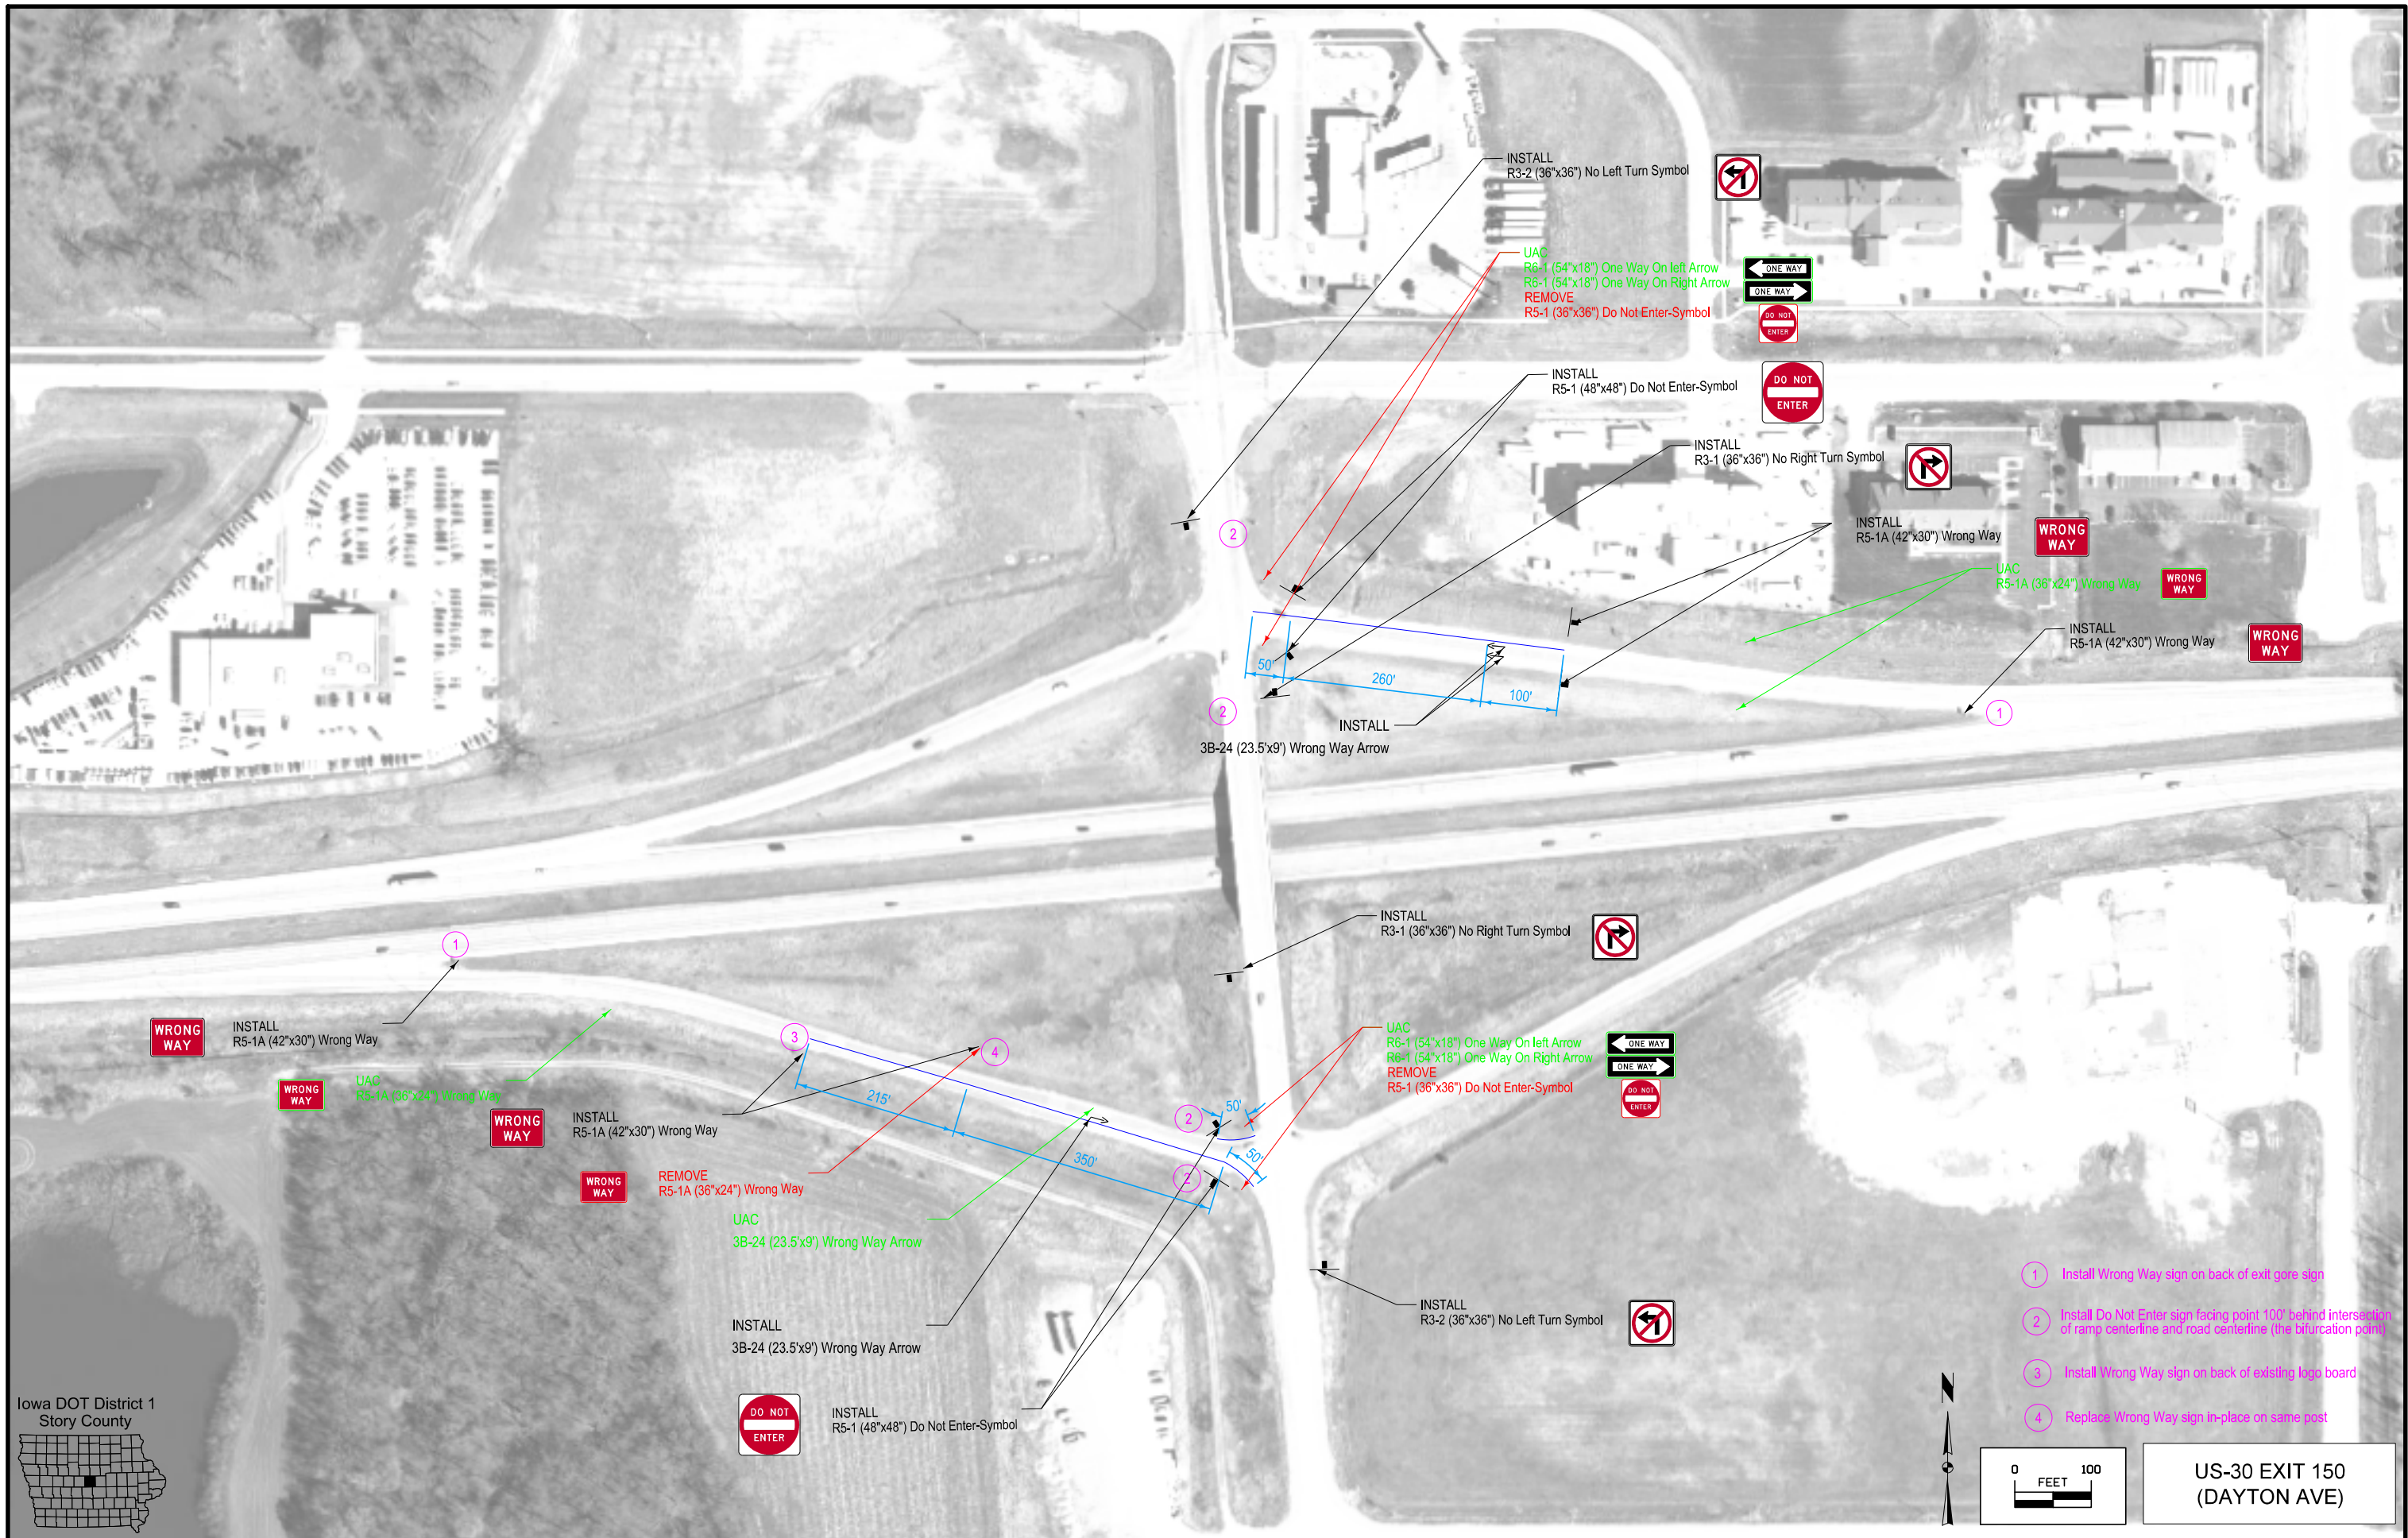 INSTALL
R3-2 (36"x36") No Left Turn Symbol
UAC
R6-1 (54"x18") One Way On left Arrow
R6-1 (54"x18") One Way On Right Arrow
REMOVE
R5-1 (36"x36") Do Not Enter-Symbol
ONE WAY
ONE WAY
DO NOT
ENTER
INSTALL
R5-1 (48"x48") Do Not Enter-Symbol
DO NOT
ENTER
INSTALL
R3-1 (36"x36") No Right Turn Symbol
INSTALL
R5-1A (42"x30") Wrong Way
WRONG
WAY
UAC
R5-1A (36"x24") Wrong Way
WRONG
WAY
INSTALL
R5-1A (42"x30") Wrong Way
WRONG
WAY
2
50'
260'
100'
2
1
INSTALL
3B-24 (23.5'x9') Wrong Way Arrow
INSTALL
R3-1 (36"x36") No Right Turn Symbol
1
WRONG
WAY
INSTALL
R5-1A (42"x30") Wrong Way
WRONG
WAY
UAC
R5-1A (36"x24") Wrong Way
WRONG
WAY
INSTALL
R5-1A (42"x30") Wrong Way
3
4
215'
350'
2
50'
50'
2
UAC
R6-1 (54"x18") One Way On left Arrow
R6-1 (54"x18") One Way On Right Arrow
REMOVE
R5-1 (36"x36") Do Not Enter-Symbol
ONE WAY
ONE WAY
DO NOT
ENTER
WRONG
WAY
REMOVE
R5-1A (36"x24") Wrong Way
UAC
3B-24 (23.5'x9') Wrong Way Arrow
INSTALL
3B-24 (23.5'x9') Wrong Way Arrow
INSTALL
R3-2 (36"x36") No Left Turn Symbol
DO NOT
ENTER
INSTALL
R5-1 (48"x48") Do Not Enter-Symbol
1 Install Wrong Way sign on back of exit gore sign
2 Install Do Not Enter sign facing point 100' behind intersection
of ramp centerline and road centerline (the bifurcation point)
3 Install Wrong Way sign on back of existing logo board
4 Replace Wrong Way sign in-place on same post
Iowa DOT District 1
Story County
N
0 100
FEET
US-30 EXIT 150
(DAYTON AVE)